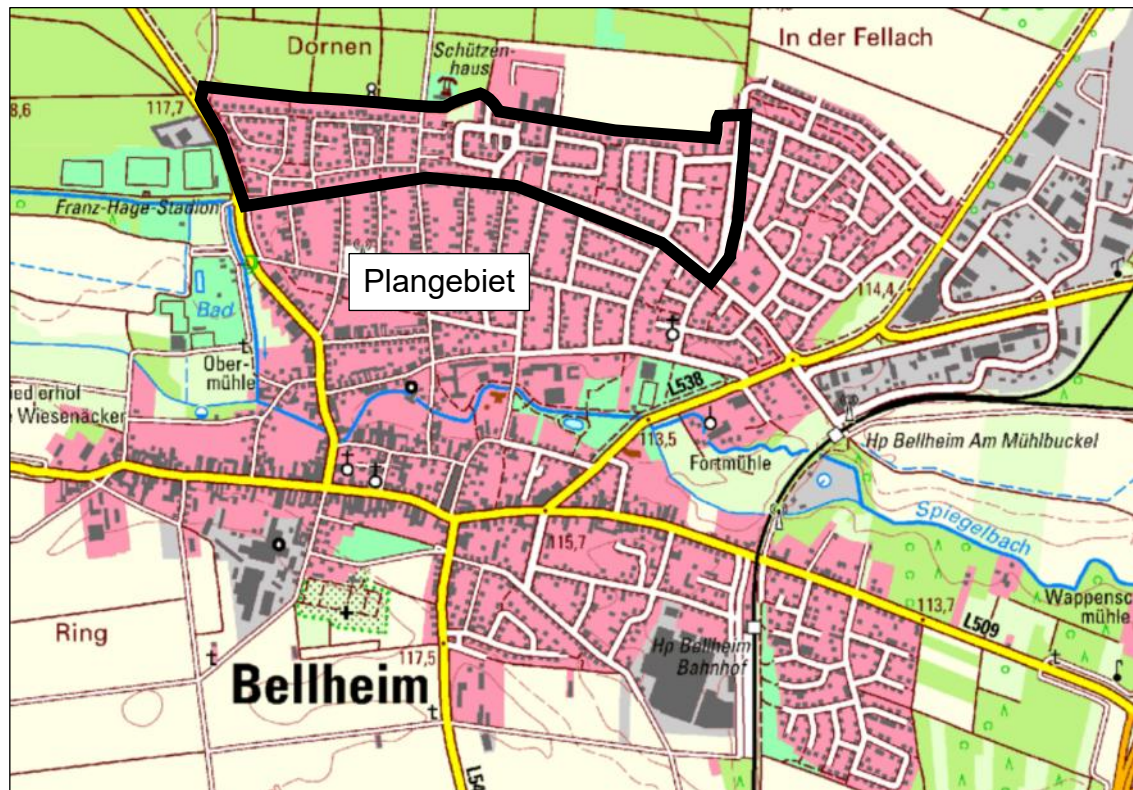 Dornen
Schützen-
haus
In der Fellach
117,7
8,6
Franz-Hage-Stadion
Plangebiet
Bad
114,4
Ober-
mühle
L538
113,5
Hp Bellheim Am Mühlbuckel
Wiesenäcker
Fortmühle
Spiegelbach
115,7
Ring
Hp Bellheim
Bahnhof
113,7
L509
Wappensc
mühle
117,5
Bellheim